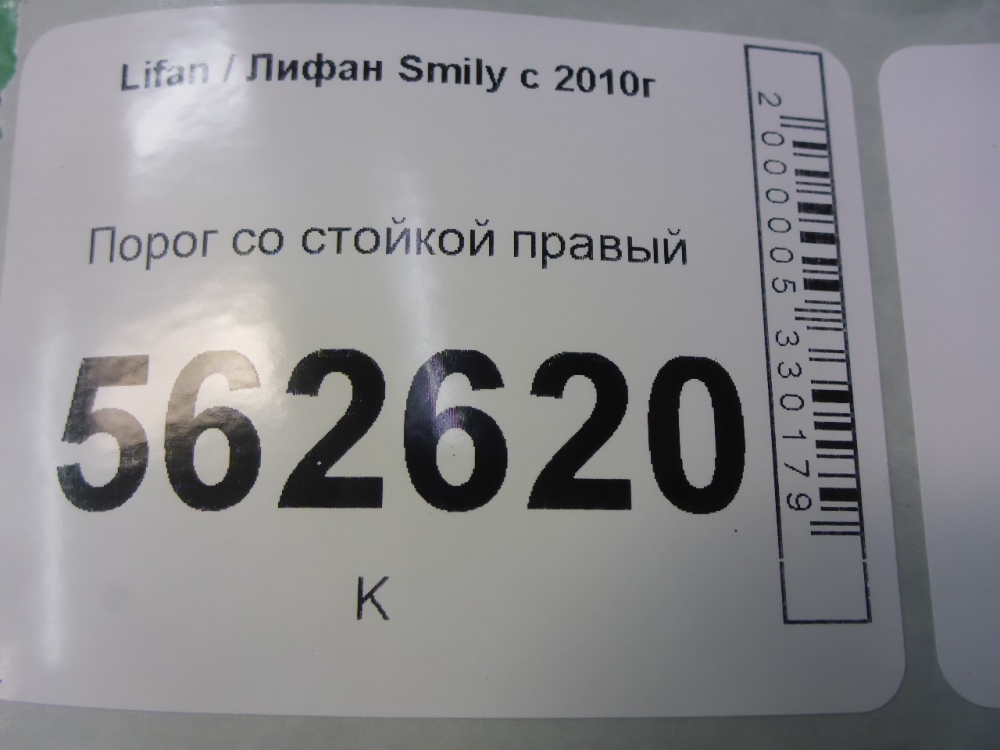 Lifan / Лифан Smily с 2010г
Порог со стойкой правый
562620
К
2000005330179